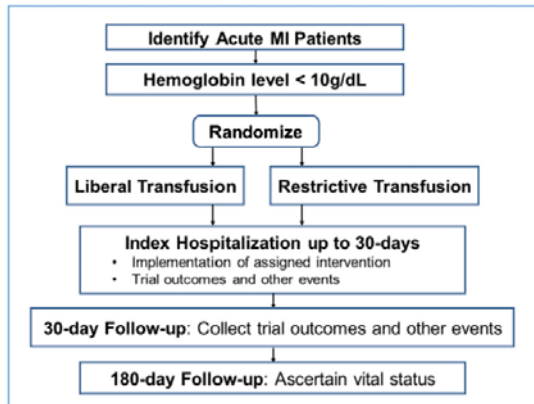 Identify Acute MI Patients
Hemoglobin level < 10g/dL
Randomize
Liberal Transfusion
Restrictive Transfusion
Index Hospitalization up to 30-days
• Implementation of assigned intervention
• Trial outcomes and other events
30-day Follow-up: Collect trial outcomes and other events
180-day Follow-up: Ascertain vital status